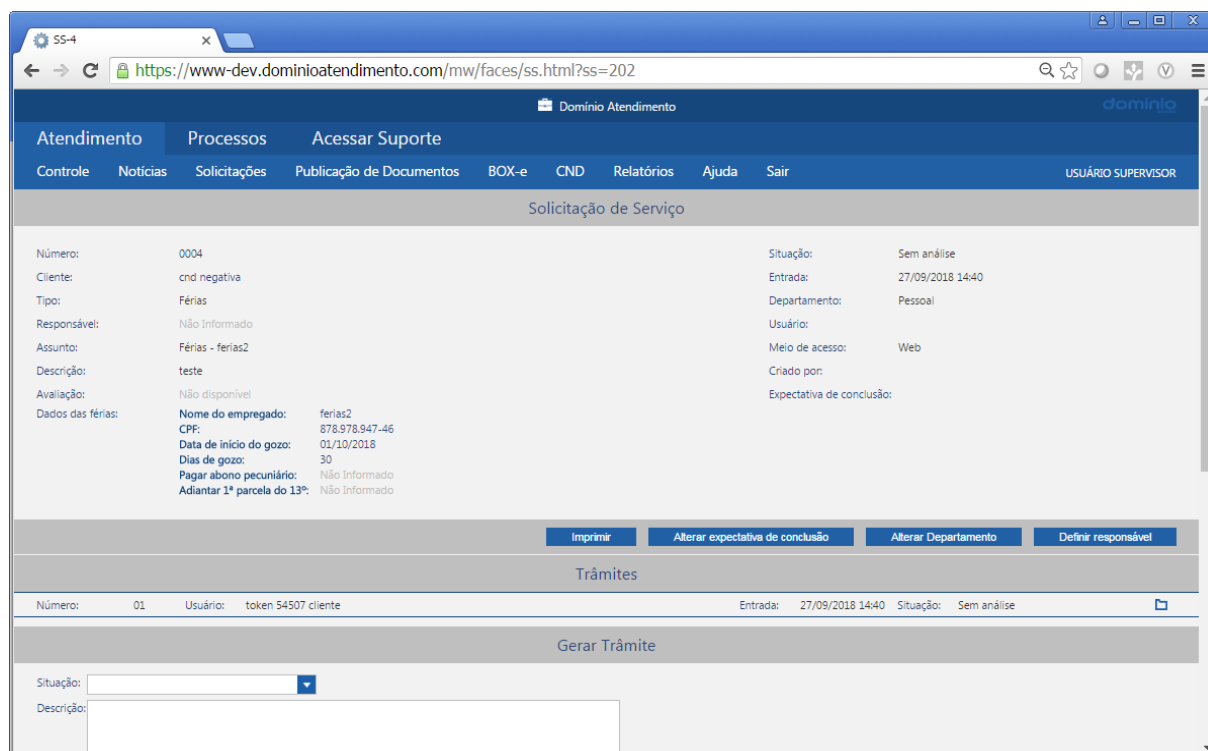 SS-4
https://www-dev.dominioatendimento.com/mw/faces/ss.html?ss=202
Domínio Atendimento
domínio
Atendimento Processos Acessar Suporte
Controle Notícias Solicitações Publicação de Documentos BOX-e CND Relatórios Ajuda Sair USUÁRIO SUPERVISOR
Solicitação de Serviço
Número: 0004 Situação: Sem análise
Cliente: cnd negativa Entrada: 27/09/2018 14:40
Tipo: Férias Departamento: Pessoal
Responsável: Não Informado Usuário:
Assunto: Férias - ferias2 Meio de acesso: Web
Descrição: teste Criado por:
Avaliação: Não disponível Expectativa de conclusão:
Dados das férias: Nome do empregado: ferias2
CPF: 878.978.947-46
Data de início do gozo: 01/10/2018
Dias de gozo: 30
Pagar abono pecuniário: Não Informado
Adiantar 1ª parcela do 13º: Não Informado
Imprimir Alterar expectativa de conclusão Alterar Departamento Definir responsável
Trâmites
Número: 01 Usuário: token 54507 cliente Entrada: 27/09/2018 14:40 Situação: Sem análise
Gerar Trâmite
Situação:
Descrição: